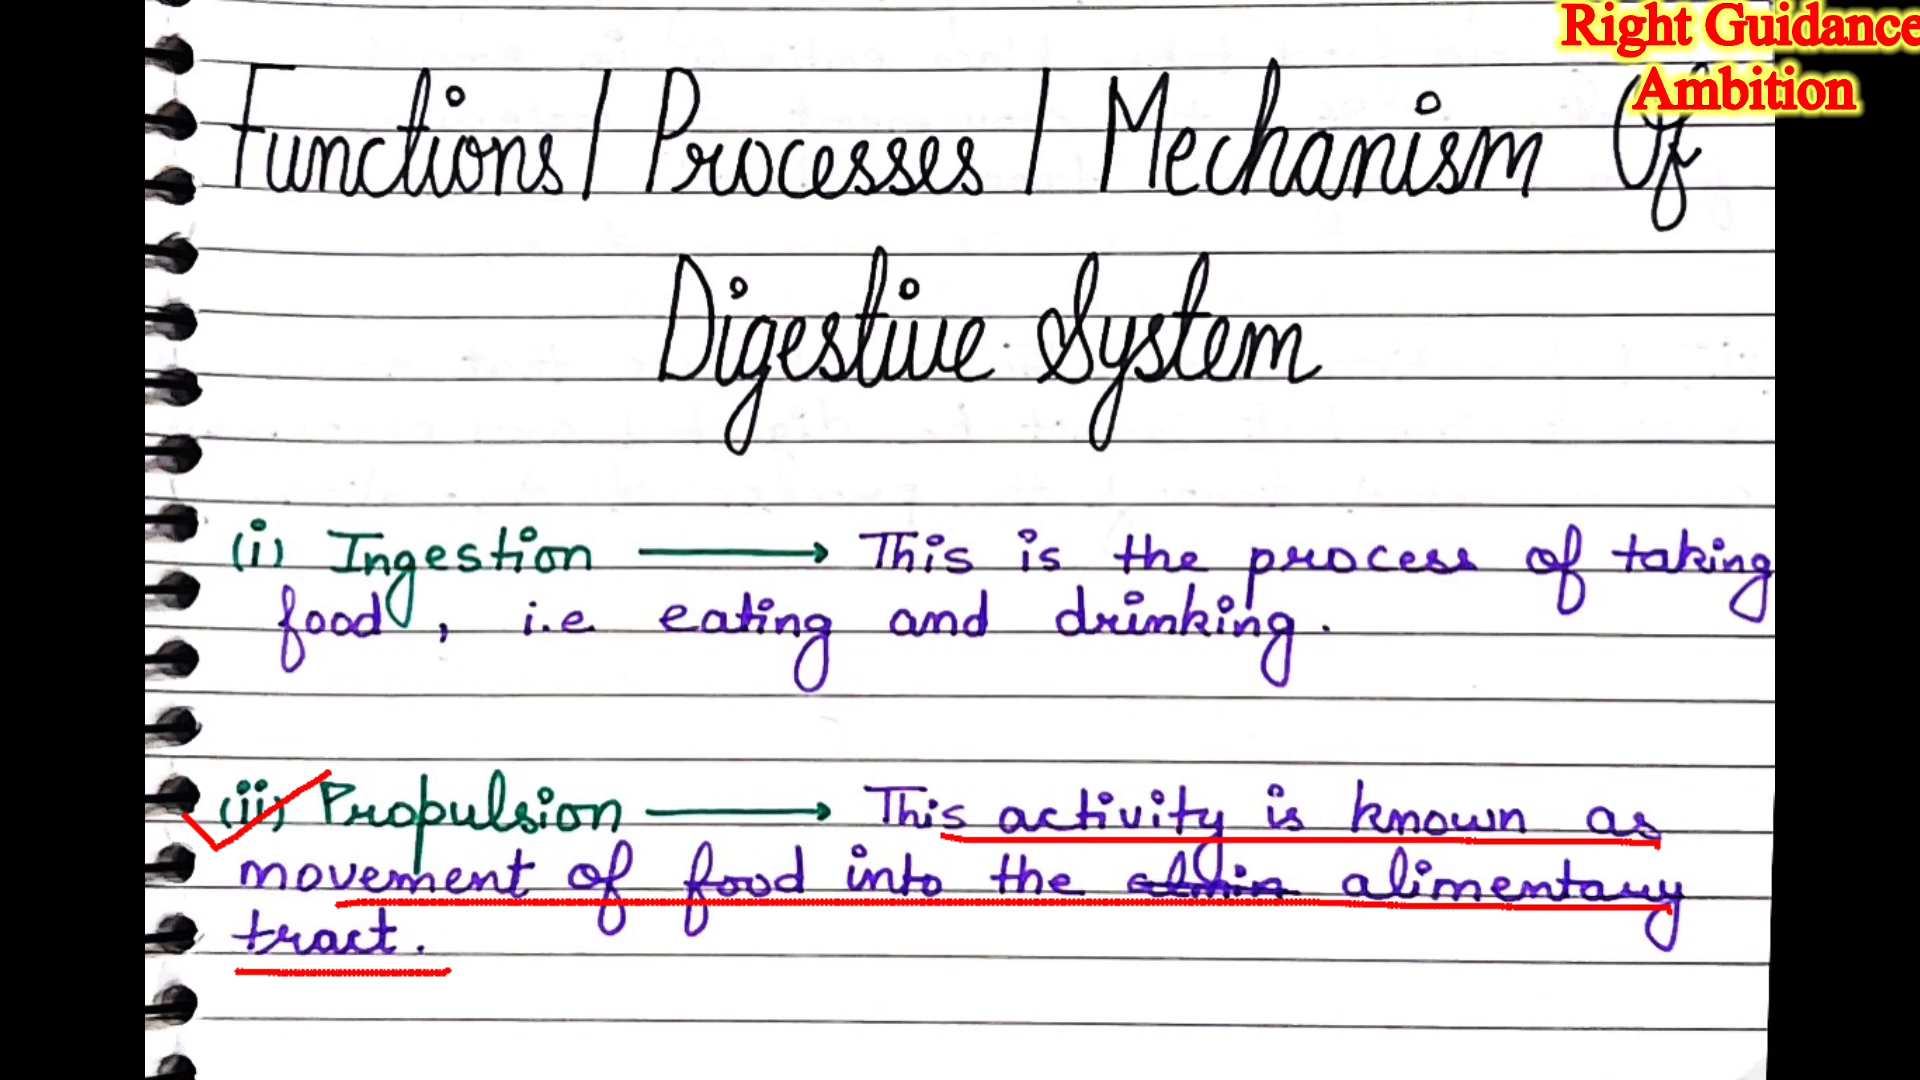 Right Guidance
Ambition
Functions / Processes / Mechanism Of
Digestive System
(i) Ingestion → This is the process of taking
food, i.e eating and drinking.
(ii) Propulsion → This activity is known as
movement of food into the alimentary
tract.